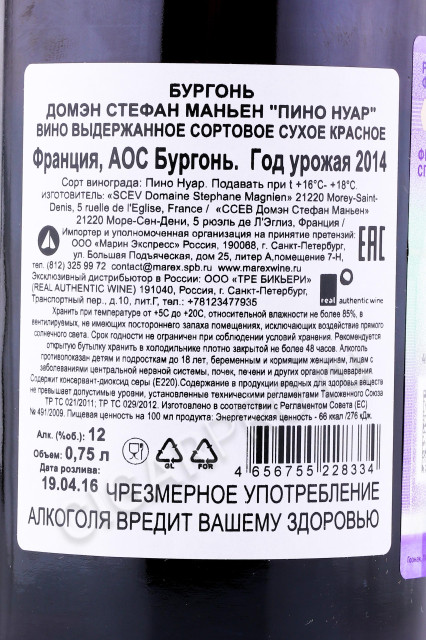 БУРГОНЬ
ДОМЭН СТЕФАН МАНЬЕН "ПИНО НУАР"
ВИНО ВЫДЕРЖАННОЕ СОРТОВОЕ СУХОЕ КРАСНОЕ
Франция, АОС Бургонь. Год урожая 2014
Сорт винограда: Пино Нуар. Подавать при t +16°C- +18°C.
ИЗГОТОВИТЕЛЬ: «SCEV Domaine Stephane Magnien» 21220 Morey-Saint-
Denis, 5 ruelle de l'Eglise, France / «ССЕВ Домэн Стефан Маньен»
21220 Море-Сен-Дени, 5 рюэль де Л'Эглиз, Франция /
Импортер и уполномоченная организация на принятие претензий:
ООО «Марин Экспресс» Россия, 190068, г. Санкт-Петербург,
ул. Большая Подъяческая, дом 25, литер А,помещение 7-Н,
тел. (812) 325 99 72 contact@marex.spb.ru www.marexwine.ru
Эксклюзивный дистрибьютор в России: ООО «ТРЕ БИКЬЕРИ»
(REAL AUTHENTIC WINE) 191040, Россия, г. Санкт-Петербург,
Транспортный пер., д.10, лит.Г, тел.: +78123477935
EAC
real authentic wine
Хранить при температуре от +5С до +20С, относительной влажности не более 85%, в
вентилируемых, не имеющих постороннего запаха помещениях, исключающих воздействие прямого
солнечного света. Срок годности не ограничен при соблюдении условий хранения. Рекомендуется
открытую бутылку хранить в холодильнике плотно закрытой не более 48 часов. Алкоголь
противопоказан детям и подросткам до 18 лет, беременным и кормящим женщинам, лицам с
заболеваниями центральной нервной системы, почек, печени и других органов пищеварения.
Содержит консервант-диоксид серы (Е220).Содержание в продукции вредных для здоровья веществ
не превышает допустимые уровни, установленные техническими регламентами Таможенного Союза
ТР ТС 021/2011; ТР ТС 029/2012. Изготовлено в соответствии с Регламентом Совета (ЕС)
№ 491/2009. Пищевая ценность на 100 мл продукта: Энергетическая ценность - 66 ккал /276 кДж.
Алк. (%об.): 12
Объем: 0,75 л
Дата розлива:
19.04.16
GL
FOR
4 656755 228334
ЧРЕЗМЕРНОЕ УПОТРЕБЛЕНИЕ
АЛКОГОЛЯ ВРЕДИТ ВАШЕМУ ЗДОРОВЬЮ